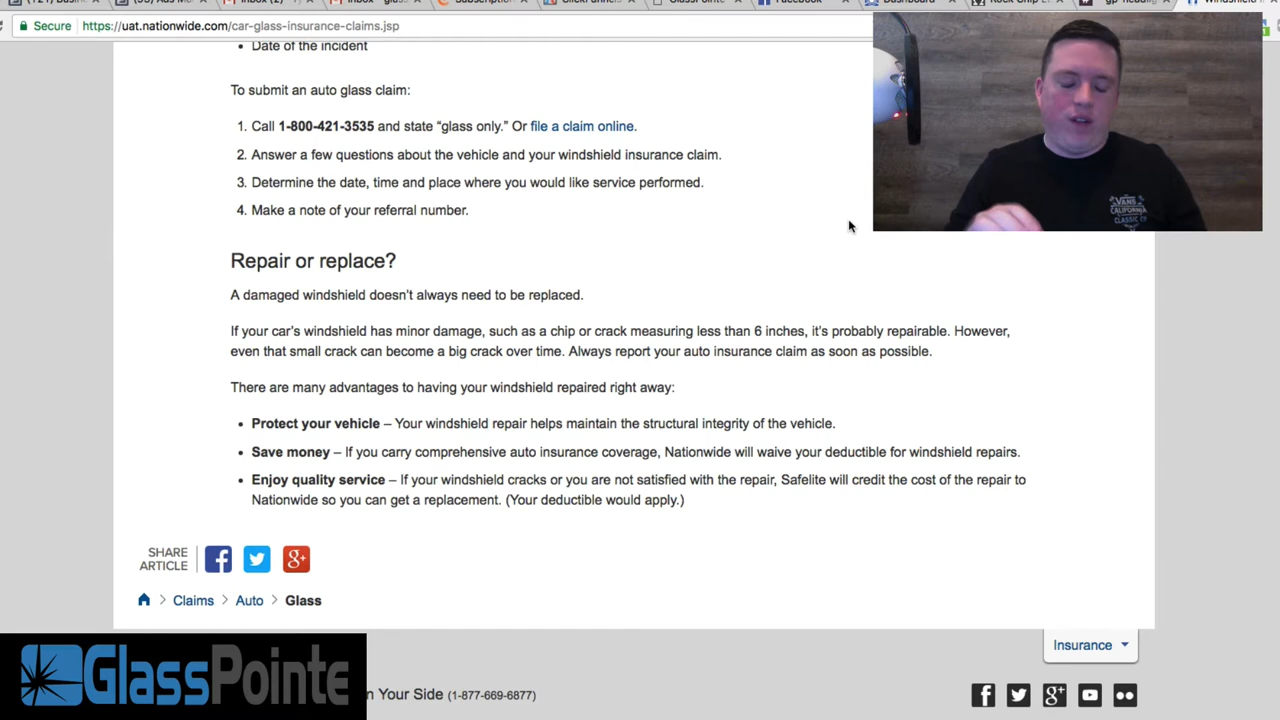 Inbox (2)
Facebook
Dashboard
Secure https://uat.nationwide.com/car-glass-insurance-claims.jsp
• Date of the incident
To submit an auto glass claim:
1. Call 1-800-421-3535 and state “glass only.” Or file a claim online.
2. Answer a few questions about the vehicle and your windshield insurance claim.
3. Determine the date, time and place where you would like service performed.
4. Make a note of your referral number.
VANS
CALIFORNIA
CLASSIC CO
Repair or replace?
A damaged windshield doesn’t always need to be replaced.
If your car’s windshield has minor damage, such as a chip or crack measuring less than 6 inches, it’s probably repairable. However,
even that small crack can become a big crack over time. Always report your auto insurance claim as soon as possible.
There are many advantages to having your windshield repaired right away:
• Protect your vehicle – Your windshield repair helps maintain the structural integrity of the vehicle.
• Save money – If you carry comprehensive auto insurance coverage, Nationwide will waive your deductible for windshield repairs.
• Enjoy quality service – If your windshield cracks or you are not satisfied with the repair, Safelite will credit the cost of the repair to
Nationwide so you can get a replacement. (Your deductible would apply.)
SHARE
ARTICLE
Claims > Auto > Glass
Insurance
GlassPointe
n Your Side (1-877-669-6877)